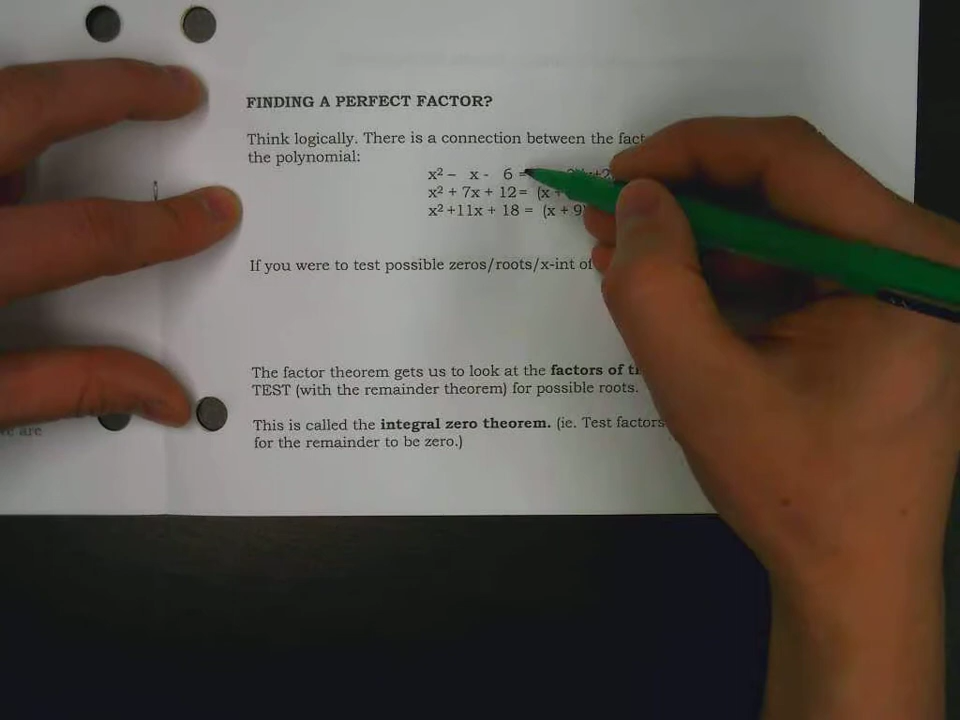 FINDING A PERFECT FACTOR?
Think logically. There is a connection between the
the polynomial:
x² – x - 6 =
x² + 7x + 12 = (x +
x² +11x + 18 = (x + 9)
If you were to test possible zeros/roots/x-int of
The factor theorem gets us to look at the factors of
TEST (with the remainder theorem) for possible roots.
This is called the integral zero theorem. (ie. Test factors
for the remainder to be zero.)
are